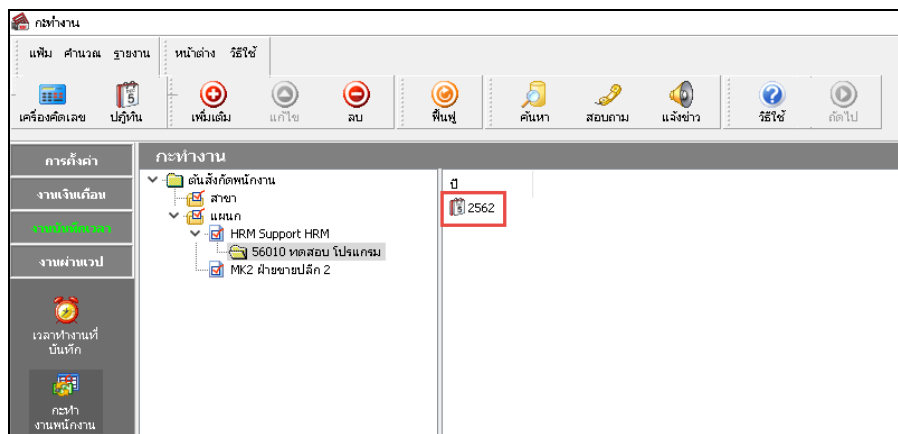 กะทำงาน
แฟ้ม คำนวณ รายงาน หน้าต่าง วิธีใช้
เครื่องคิดเลข ปฏิทิน เพิ่มเติม แก้ไข ลบ ฟื้นฟู ค้นหา สอบถาม แจ้งข่าว วิธีใช้ ถัดไป
การตั้งค่า
งานเงินเดือน
งานบันทึกเวลา
งานผ่านเวป
เวลาทำงานที่
บันทึก
กะทำ
งานพนักงาน
กะทำงาน
ต้นสังกัดพนักงาน
สาขา
แผนก
HRM Support HRM
56010 ทดสอบ โปรแกรม
MK2 ฝ่ายขายปลีก 2
ปี
2562